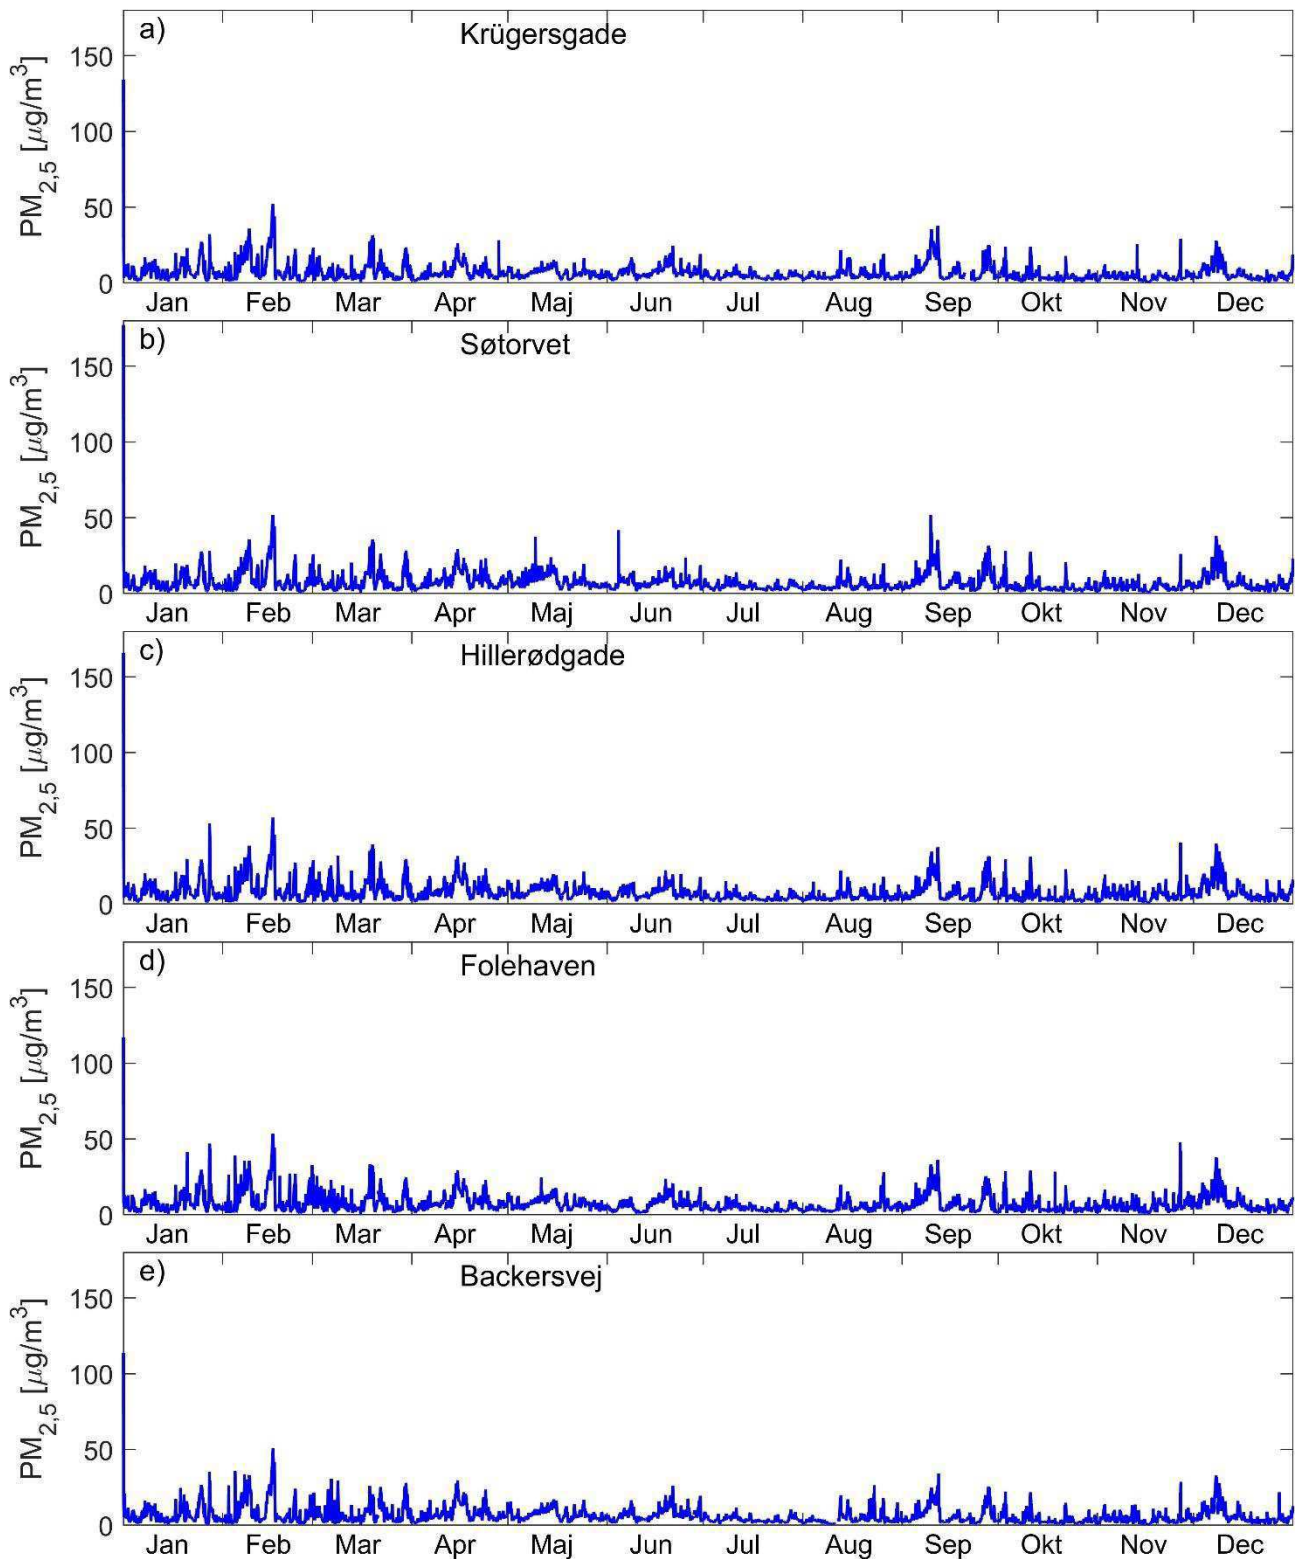 a) Krügersgade
PM2,5 [µg/m3]
150
100
50
0
Jan Feb Mar Apr Maj Jun Jul Aug Sep Okt Nov Dec
b) Søtorvet
PM2,5 [µg/m3]
150
100
50
0
Jan Feb Mar Apr Maj Jun Jul Aug Sep Okt Nov Dec
c) Hillerødgade
PM2,5 [µg/m3]
150
100
50
0
Jan Feb Mar Apr Maj Jun Jul Aug Sep Okt Nov Dec
d) Folehaven
PM2,5 [µg/m3]
150
100
50
0
Jan Feb Mar Apr Maj Jun Jul Aug Sep Okt Nov Dec
e) Backersvej
PM2,5 [µg/m3]
150
100
50
0
Jan Feb Mar Apr Maj Jun Jul Aug Sep Okt Nov Dec